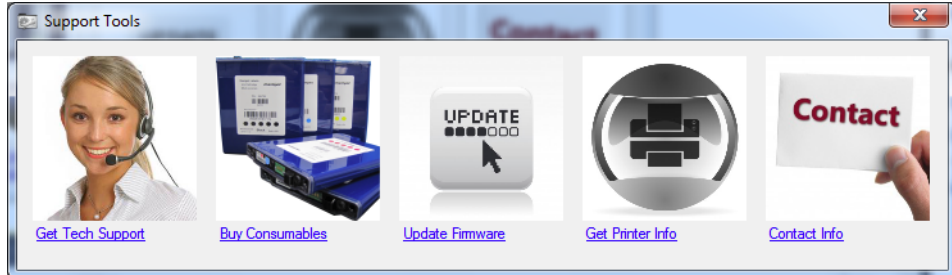 Support Tools
UPDATE
Contact
Get Tech Support
Buy Consumables
Update Firmware
Get Printer Info
Contact Info